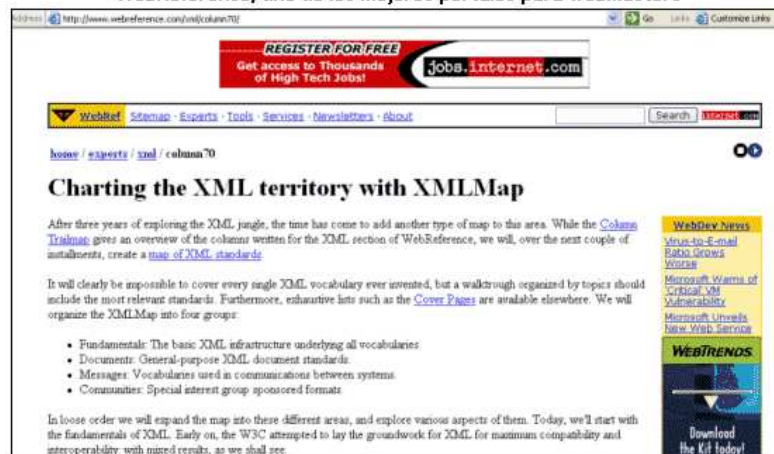 WebReference, uno de los mejores portales para webmasters
Address http://www.webreference.com/xml/column70/ Go Links Customize Links
REGISTER FOR FREE
Get access to Thousands
of High Tech Jobs!
jobs.internet.com
WebRef Sitemap · Experts · Tools · Services · Newsletters · About Search internet.com
home / experts / xml / column70
Charting the XML territory with XMLMap
After three years of exploring the XML jungle, the time has come to add another type of map to this area. While the Column
Trailmap gives an overview of the columns written for the XML section of WebReference, we will, over the next couple of
installments, create a map of XML standards.
It will clearly be impossible to cover every single XML vocabulary ever invented, but a walktrough organized by topics should
include the most relevant standards. Furthermore, exhaustive lists such as the Cover Pages are available elsewhere. We will
organize the XMLMap into four groups:
• Fundamentals: The basic XML infrastructure underlying all vocabularies
• Documents: General-purpose XML document standards.
• Messages: Vocabularies used in communications between systems.
• Communities: Special interest group sponsored formats.
In loose order we will expand the map into these different areas, and explore various aspects of them. Today, we'll start with
the fundamentals of XML. Early on, the W3C attempted to lay the groundwork for XML for maximum compatibility and
interoperability, with mixed results, as we shall see.
WebDev News
Virus-to-E-mail
Ratio Grows
Worse
Microsoft Warns of
'Critical' VM
Vulnerability
Microsoft Unveils
New Web Service
WEBTRENDS
Download
the Kit today!